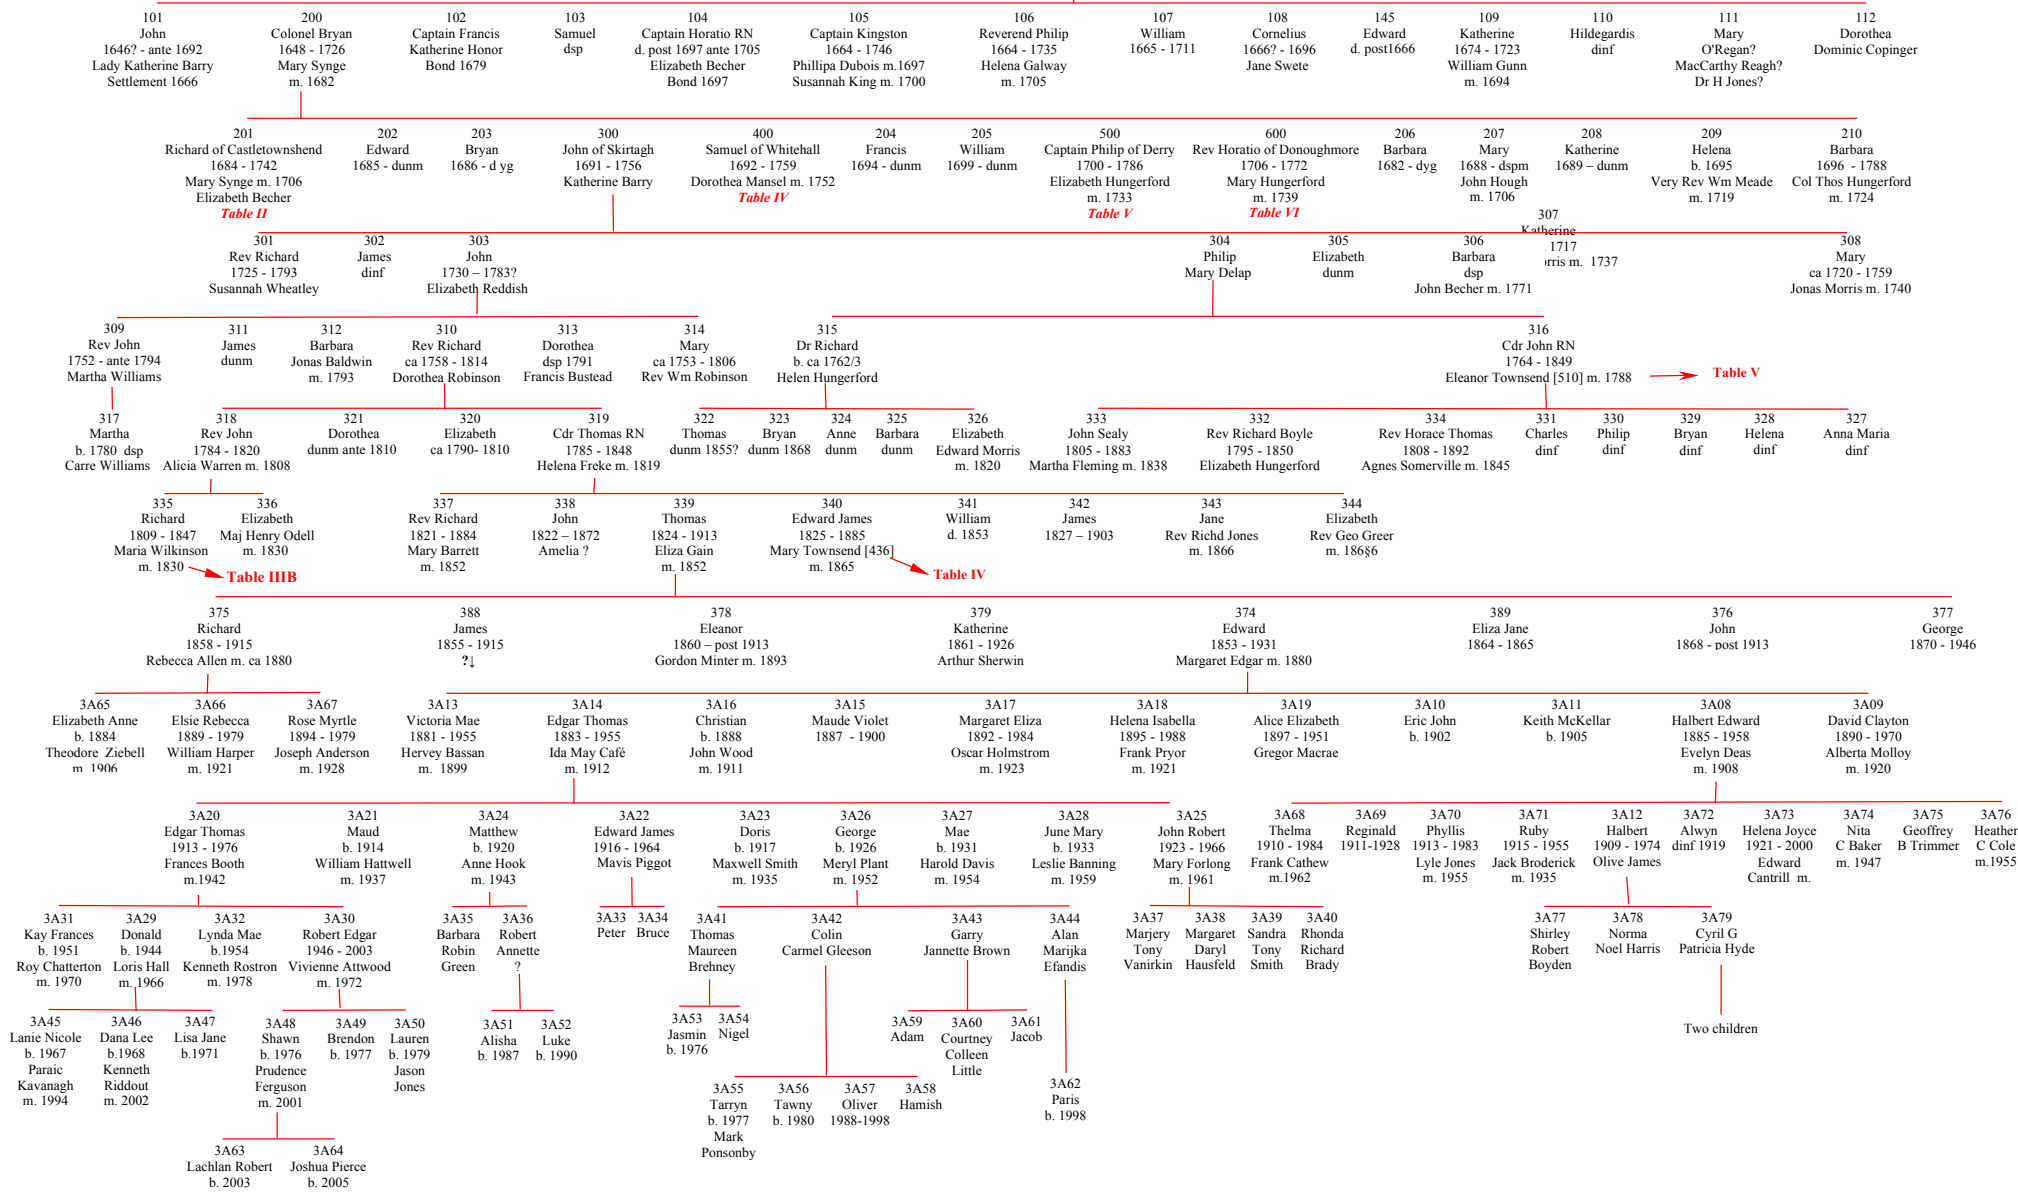 101
John
1646? - ante 1692
Lady Katherine Barry
Settlement 1666
200
Colonel Bryan
1648 - 1726
Mary Synge
m. 1682
102
Captain Francis
Katherine Honor
Bond 1679
103
Samuel
dsp
104
Captain Horatio RN
d. post 1697 ante 1705
Elizabeth Becher
Bond 1697
105
Captain Kingston
1664 - 1746
Phillipa Dubois m.1697
Susannah King m. 1700
106
Reverend Philip
1664 - 1735
Helena Galway
m. 1705
107
William
1665 - 1711
108
Cornelius
1666? - 1696
Jane Swete
145
Edward
d. post1666
109
Katherine
1674 - 1723
William Gunn
m. 1694
110
Hildegardis
dinf
111
Mary
O'Regan?
MacCarthy Reagh?
Dr H Jones?
112
Dorothea
Dominic Copinger
201
Richard of Castletownshend
1684 - 1742
Mary Synge m. 1706
Elizabeth Becher
Table II
202
Edward
1685 - dunm
203
Bryan
1686 - d yg
300
John of Skirtagh
1691 - 1756
Katherine Barry
400
Samuel of Whitehall
1692 - 1759
Dorothea Mansel m. 1752
Table IV
204
Francis
1694 - dunm
205
William
1699 - dunm
500
Captain Philip of Derry
1700 - 1786
Elizabeth Hungerford
m. 1733
Table V
600
Rev Horatio of Donoughmore
1706 - 1772
Mary Hungerford
m. 1739
Table VI
206
Barbara
1682 - dyg
207
Mary
1688 - dspm
John Hough
m. 1706
208
Katherine
1689 – dunm
209
Helena
b. 1695
Very Rev Wm Meade
m. 1719
210
Barbara
1696 - 1788
Col Thos Hungerford
m. 1724
301
Rev Richard
1725 - 1793
Susannah Wheatley
302
James
dinf
303
John
1730 – 1783?
Elizabeth Reddish
304
Philip
Mary Delap
305
Elizabeth
dunm
306
Barbara
dsp
John Becher m. 1771
307
Katherine
1717
rris m. 1737
308
Mary
ca 1720 - 1759
Jonas Morris m. 1740
309
Rev John
1752 - ante 1794
Martha Williams
311
James
dunm
312
Barbara
Jonas Baldwin
m. 1793
310
Rev Richard
ca 1758 - 1814
Dorothea Robinson
313
Dorothea
dsp 1791
Francis Bustead
314
Mary
ca 1753 - 1806
Rev Wm Robinson
315
Dr Richard
b. ca 1762/3
Helen Hungerford
316
Cdr John RN
1764 - 1849
Eleanor Townsend [510] m. 1788
Table V
317
Martha
b. 1780 dsp
Carre Williams
318
Rev John
1784 - 1820
Alicia Warren m. 1808
321
Dorothea
dunm ante 1810
320
Elizabeth
ca 1790- 1810
319
Cdr Thomas RN
1785 - 1848
Helena Freke m. 1819
322
Thomas
dunm 1855?
323
Bryan
dunm 1868
324
Anne
dunm
325
Barbara
dunm
326
Elizabeth
Edward Morris
m. 1820
333
John Sealy
1805 - 1883
Martha Fleming m. 1838
332
Rev Richard Boyle
1795 - 1850
Elizabeth Hungerford
334
Rev Horace Thomas
1808 - 1892
Agnes Somerville m. 1845
331
Charles
dinf
330
Philip
dinf
329
Bryan
dinf
328
Helena
dinf
327
Anna Maria
dinf
335
Richard
1809 - 1847
Maria Wilkinson
m. 1830
Table IIIB
336
Elizabeth
Maj Henry Odell
m. 1830
337
Rev Richard
1821 - 1884
Mary Barrett
m. 1852
338
John
1822 – 1872
Amelia ?
339
Thomas
1824 - 1913
Eliza Gain
m. 1852
340
Edward James
1825 - 1885
Mary Townsend [436]
m. 1865
Table IV
341
William
d. 1853
342
James
1827 – 1903
343
Jane
Rev Richd Jones
m. 1866
344
Elizabeth
Rev Geo Greer
m. 186§6
375
Richard
1858 - 1915
Rebecca Allen m. ca 1880
388
James
1855 - 1915
?↓
378
Eleanor
1860 – post 1913
Gordon Minter m. 1893
379
Katherine
1861 - 1926
Arthur Sherwin
374
Edward
1853 - 1931
Margaret Edgar m. 1880
389
Eliza Jane
1864 - 1865
376
John
1868 - post 1913
377
George
1870 - 1946
3A65
Elizabeth Anne
b. 1884
Theodore Ziebell
m. 1906
3A66
Elsie Rebecca
1889 - 1979
William Harper
m. 1921
3A67
Rose Myrtle
1894 - 1979
Joseph Anderson
m. 1928
3A13
Victoria Mae
1881 - 1955
Hervey Bassan
m. 1899
3A14
Edgar Thomas
1883 - 1955
Ida May Café
m. 1912
3A16
Christian
b. 1888
John Wood
m. 1911
3A15
Maude Violet
1887 - 1900
3A17
Margaret Eliza
1892 - 1984
Oscar Holmstrom
m. 1923
3A18
Helena Isabella
1895 - 1988
Frank Pryor
m. 1921
3A19
Alice Elizabeth
1897 - 1951
Gregor Macrae
3A10
Eric John
b. 1902
3A11
Keith McKellar
b. 1905
3A08
Halbert Edward
1885 - 1958
Evelyn Deas
m. 1908
3A09
David Clayton
1890 - 1970
Alberta Molloy
m. 1920
3A20
Edgar Thomas
1913 - 1976
Frances Booth
m.1942
3A21
Maud
b. 1914
William Hattwell
m. 1937
3A24
Matthew
b. 1920
Anne Hook
m. 1943
3A22
Edward James
1916 - 1964
Mavis Piggot
3A23
Doris
b. 1917
Maxwell Smith
m. 1935
3A26
George
b. 1926
Meryl Plant
m. 1952
3A27
Mae
b. 1931
Harold Davis
m. 1954
3A28
June Mary
b. 1933
Leslie Banning
m. 1959
3A25
John Robert
1923 - 1966
Mary Forlong
m. 1961
3A68
Thelma
1910 - 1984
Frank Cathew
m.1962
3A69
Reginald
1911-1928
3A70
Phyllis
1913 - 1983
Lyle Jones
m. 1955
3A71
Ruby
1915 - 1955
Jack Broderick
m. 1935
3A12
Halbert
1909 - 1974
Olive James
3A72
Alwyn
dinf 1919
3A73
Helena Joyce
1921 - 2000
Edward
Cantrill m.
3A74
Nita
C Baker
m. 1947
3A75
Geoffrey
B Trimmer
3A76
Heather
C Cole
m.1955
3A31
Kay Frances
b. 1951
Roy Chatterton
m. 1970
3A29
Donald
b. 1944
Loris Hall
m. 1966
3A32
Lynda Mae
b.1954
Kenneth Rostron
m. 1978
3A30
Robert Edgar
1946 - 2003
Vivienne Attwood
m. 1972
3A35
Barbara
Robin
Green
3A36
Robert
Annette
?
3A33
Peter
3A34
Bruce
3A41
Thomas
Maureen
Brehney
3A42
Colin
Carmel Gleeson
3A43
Garry
Jannette Brown
3A44
Alan
Marijka
Efandis
3A37
Marjery
Tony
Vanirkin
3A38
Margaret
Daryl
Hausfeld
3A39
Sandra
Tony
Smith
3A40
Rhonda
Richard
Brady
3A77
Shirley
Robert
Boyden
3A78
Norma
Noel Harris
3A79
Cyril G
Patricia Hyde
Two children
3A45
Lanie Nicole
b. 1967
Paraic
Kavanagh
m. 1994
3A46
Dana Lee
b.1968
Kenneth
Riddout
m. 2002
3A47
Lisa Jane
b.1971
3A48
Shawn
b. 1976
Prudence
Ferguson
m. 2001
3A49
Brendon
b. 1977
3A50
Lauren
b. 1979
Jason
Jones
3A51
Alisha
b. 1987
3A52
Luke
b. 1990
3A53
Jasmin
b. 1976
3A54
Nigel
3A59
Adam
3A60
Courtney
Colleen
Little
3A61
Jacob
3A55
Tarryn
b. 1977
Mark
Ponsonby
3A56
Tawny
b. 1980
3A57
Oliver
1988-1998
3A58
Hamish
3A62
Paris
b. 1998
3A63
Lachlan Robert
b. 2003
3A64
Joshua Pierce
b. 2005